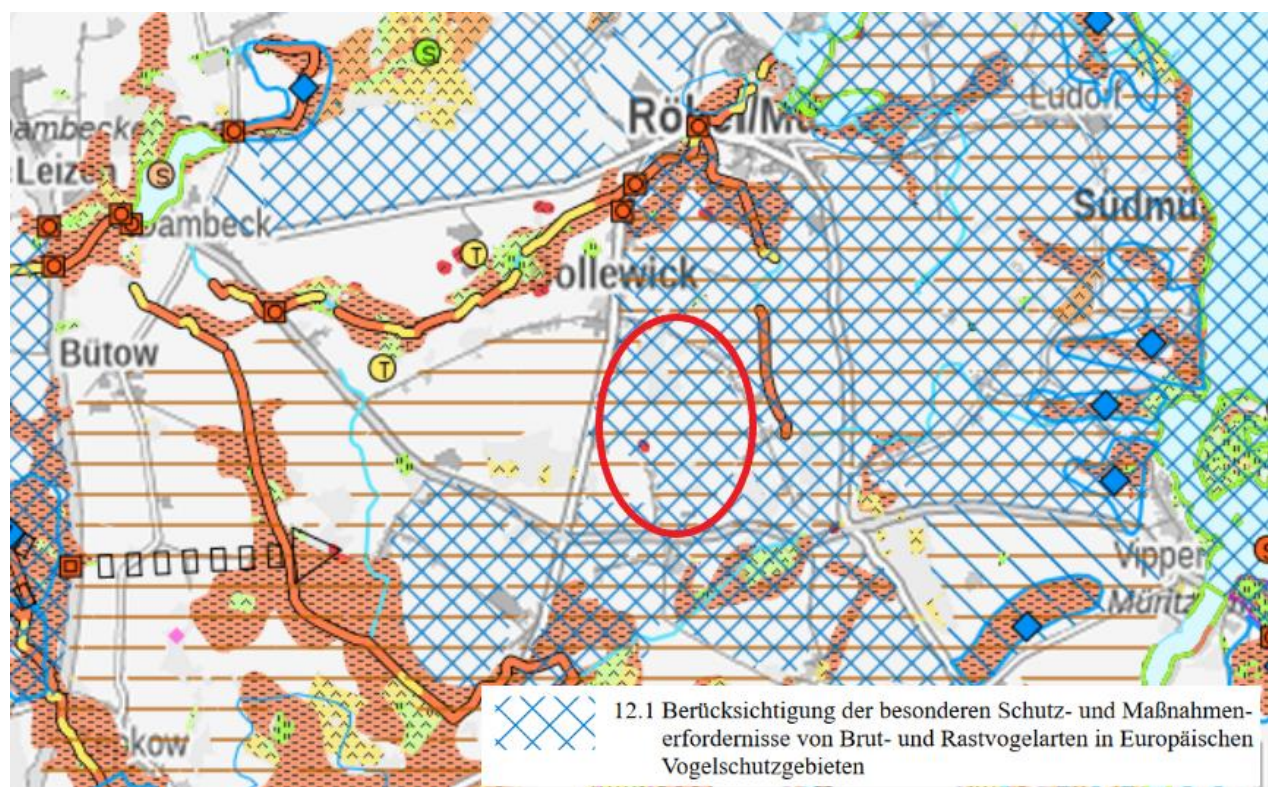 S
Röbel/Mü
Ludorf
Leizen
S
Südmü
Dambeck
T
ollewick
T
Bütow
Vipper
Müritz
kow
12.1 Berücksichtigung der besonderen Schutz- und Maßnahmen-
erfordernisse von Brut- und Rastvogelarten in Europäischen
Vogelschutzgebieten